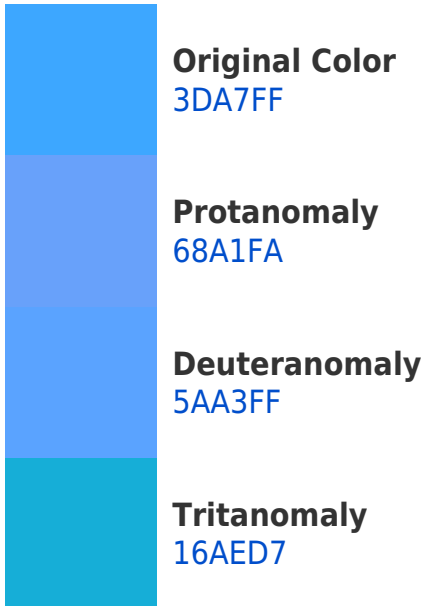 Original Color
3DA7FF
Protanomaly
68A1FA
Deuteranomaly
5AA3FF
Tritanomaly
16AED7